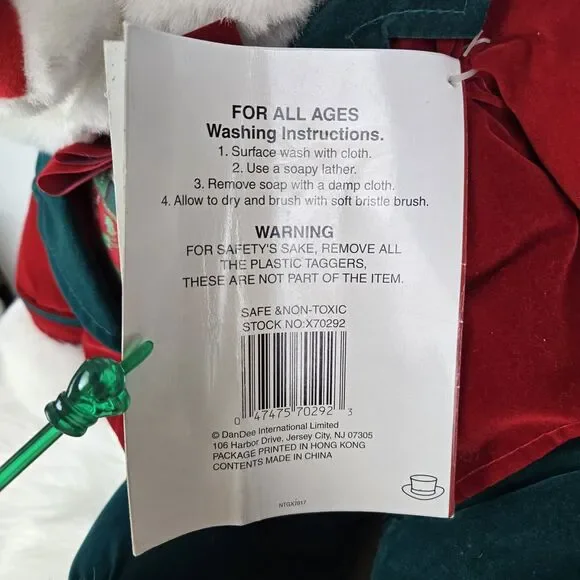 FOR ALL AGES
Washing Instructions.
1. Surface wash with cloth.
2. Use a soapy lather.
3. Remove soap with a damp cloth.
4. Allow to dry and brush with soft bristle brush.
WARNING
FOR SAFETY'S SAKE, REMOVE ALL
THE PLASTIC TAGGERS,
THESE ARE NOT PART OF THE ITEM.
SAFE &NON-TOXIC
STOCK NO:X70292
0 47475 70292 3
© DanDee International Limited
106 Harbor Drive, Jersey City, NJ 07305
PACKAGE PRINTED IN HONG KONG
CONTENTS MADE IN CHINA
NTGX7017